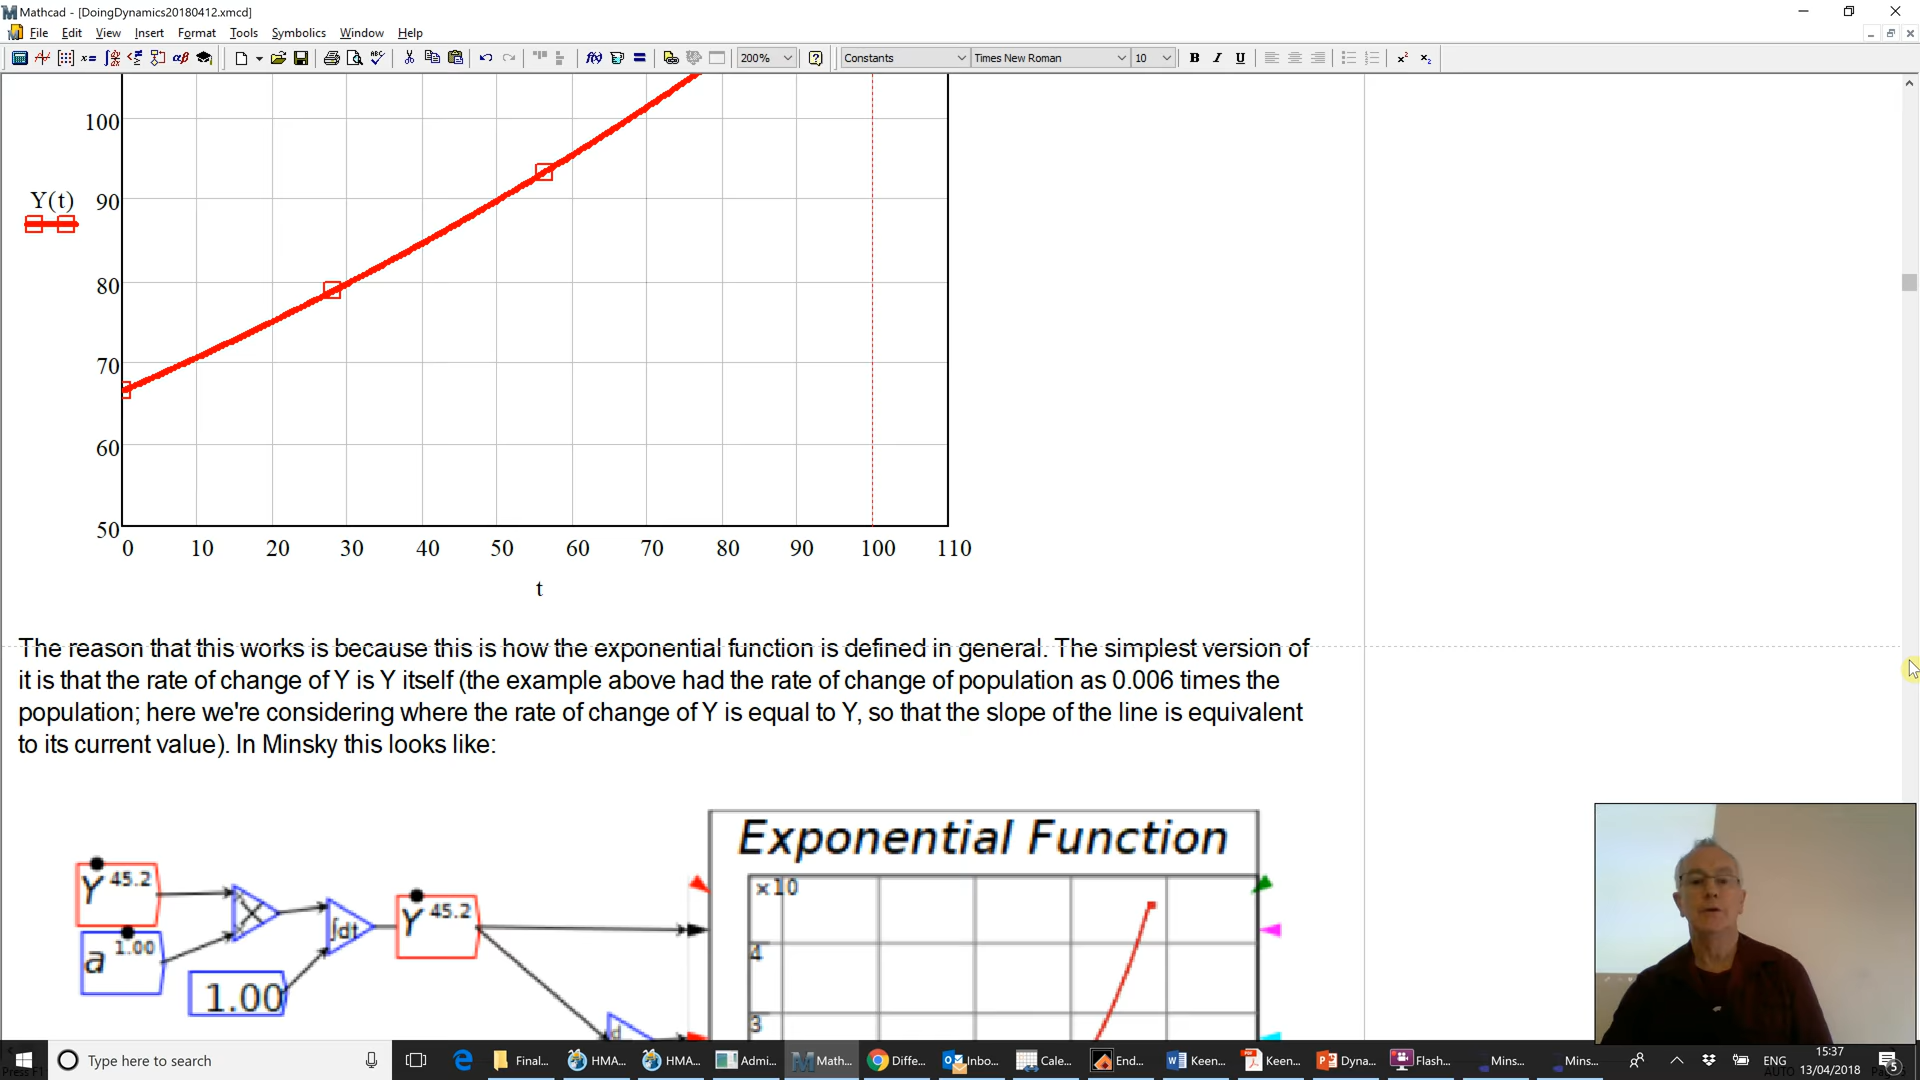 Mathcad - [DoingDynamics20180412.xmcd]
File Edit View Insert Format Tools Symbolics Window Help
200% Constants Times New Roman 10 B I U
100
Y(t) 90
80
70
60
50
0 10 20 30 40 50 60 70 80 90 100 110
t
The reason that this works is because this is how the exponential function is defined in general. The simplest version of
it is that the rate of change of Y is Y itself (the example above had the rate of change of population as 0.006 times the
population; here we're considering where the rate of change of Y is equal to Y, so that the slope of the line is equivalent
to its current value). In Minsky this looks like:
Exponential Function
×10
Y 45.2
∫dt
Y 45.2
a 1.00
4
1.00
3
Type here to search Final... HMA... HMA... Admi... Math... Diffe... Inbo... Cale... End... Keen... Keen... Dyna... Flash... Mins... Mins... ENG 15:37
13/04/2018 5